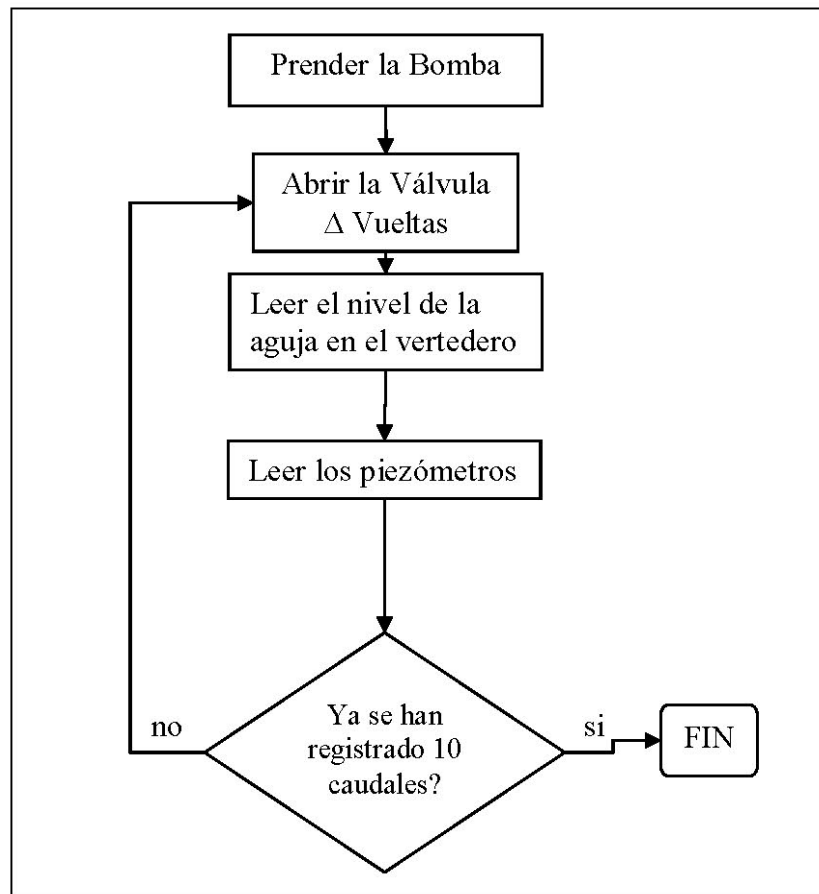 Prender la Bomba
Abrir la Válvula
Δ Vueltas
Leer el nivel de la
aguja en el vertedero
Leer los piezómetros
Ya se han
registrado 10
caudales?
no
si
FIN